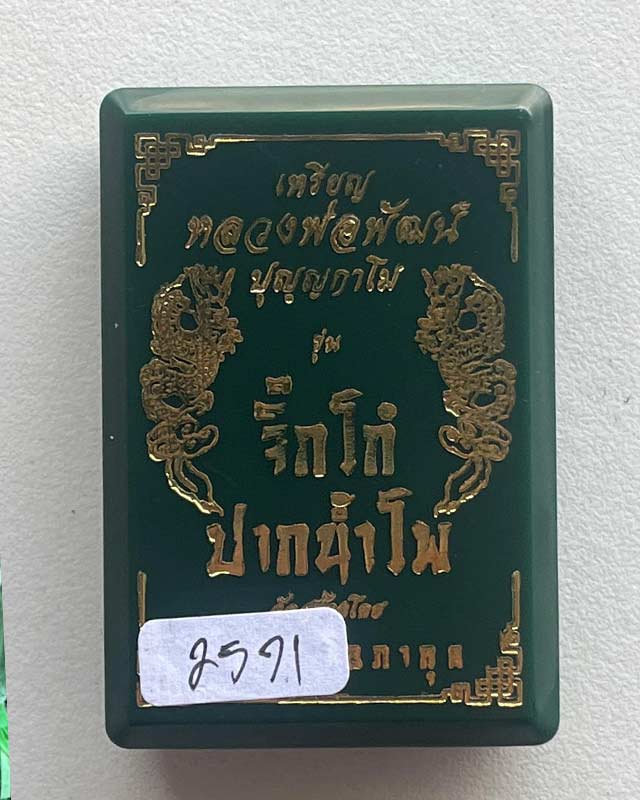 เหรียญ
หลวงพ่อพัฒน์
ปุญญกาโม
รุ่น
จิ๊กโก๋
ปากน้ำโพ
2571